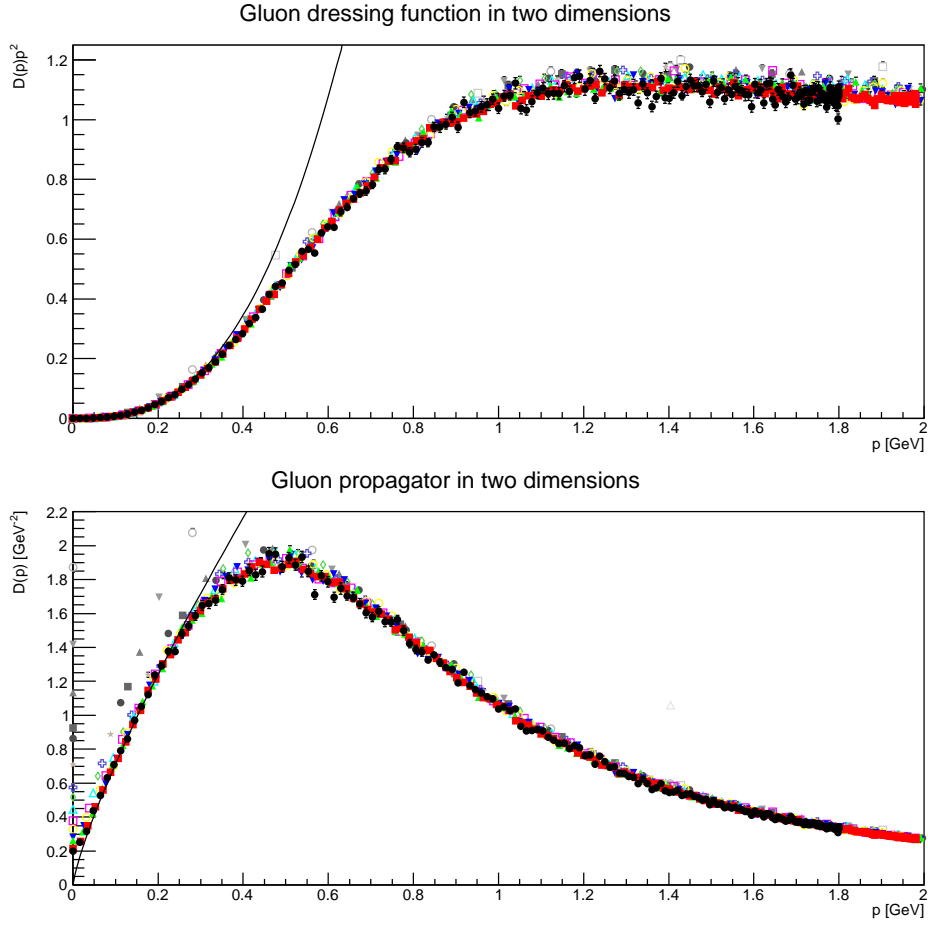 Gluon dressing function in two dimensions
D(p)p²
1.2
1
0.8
0.6
0.4
0.2
0
0 0.2 0.4 0.6 0.8 1 1.2 1.4 1.6 1.8 2
p [GeV]
Gluon propagator in two dimensions
D(p) [GeV⁻²]
2.2
2
1.8
1.6
1.4
1.2
1
0.8
0.6
0.4
0.2
0
0 0.2 0.4 0.6 0.8 1 1.2 1.4 1.6 1.8 2
p [GeV]